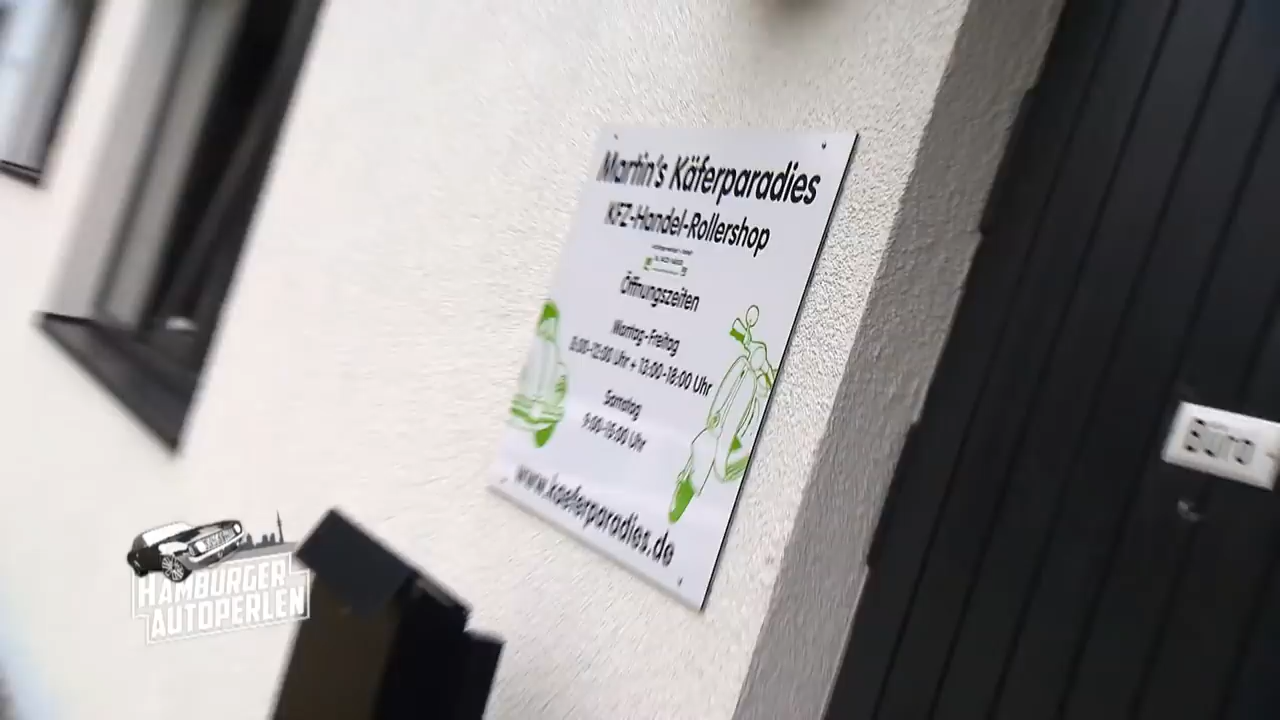 Martin's Käferparadies
KFZ-Handel-Rollershop
Öffnungszeiten
Montag-Freitag
8:00-12:00 Uhr + 13:00-18:00 Uhr
Samstag
9:00-15:00 Uhr
www.kaeferparadies.de
Büro
HAMBURGER
AUTOPERLEN